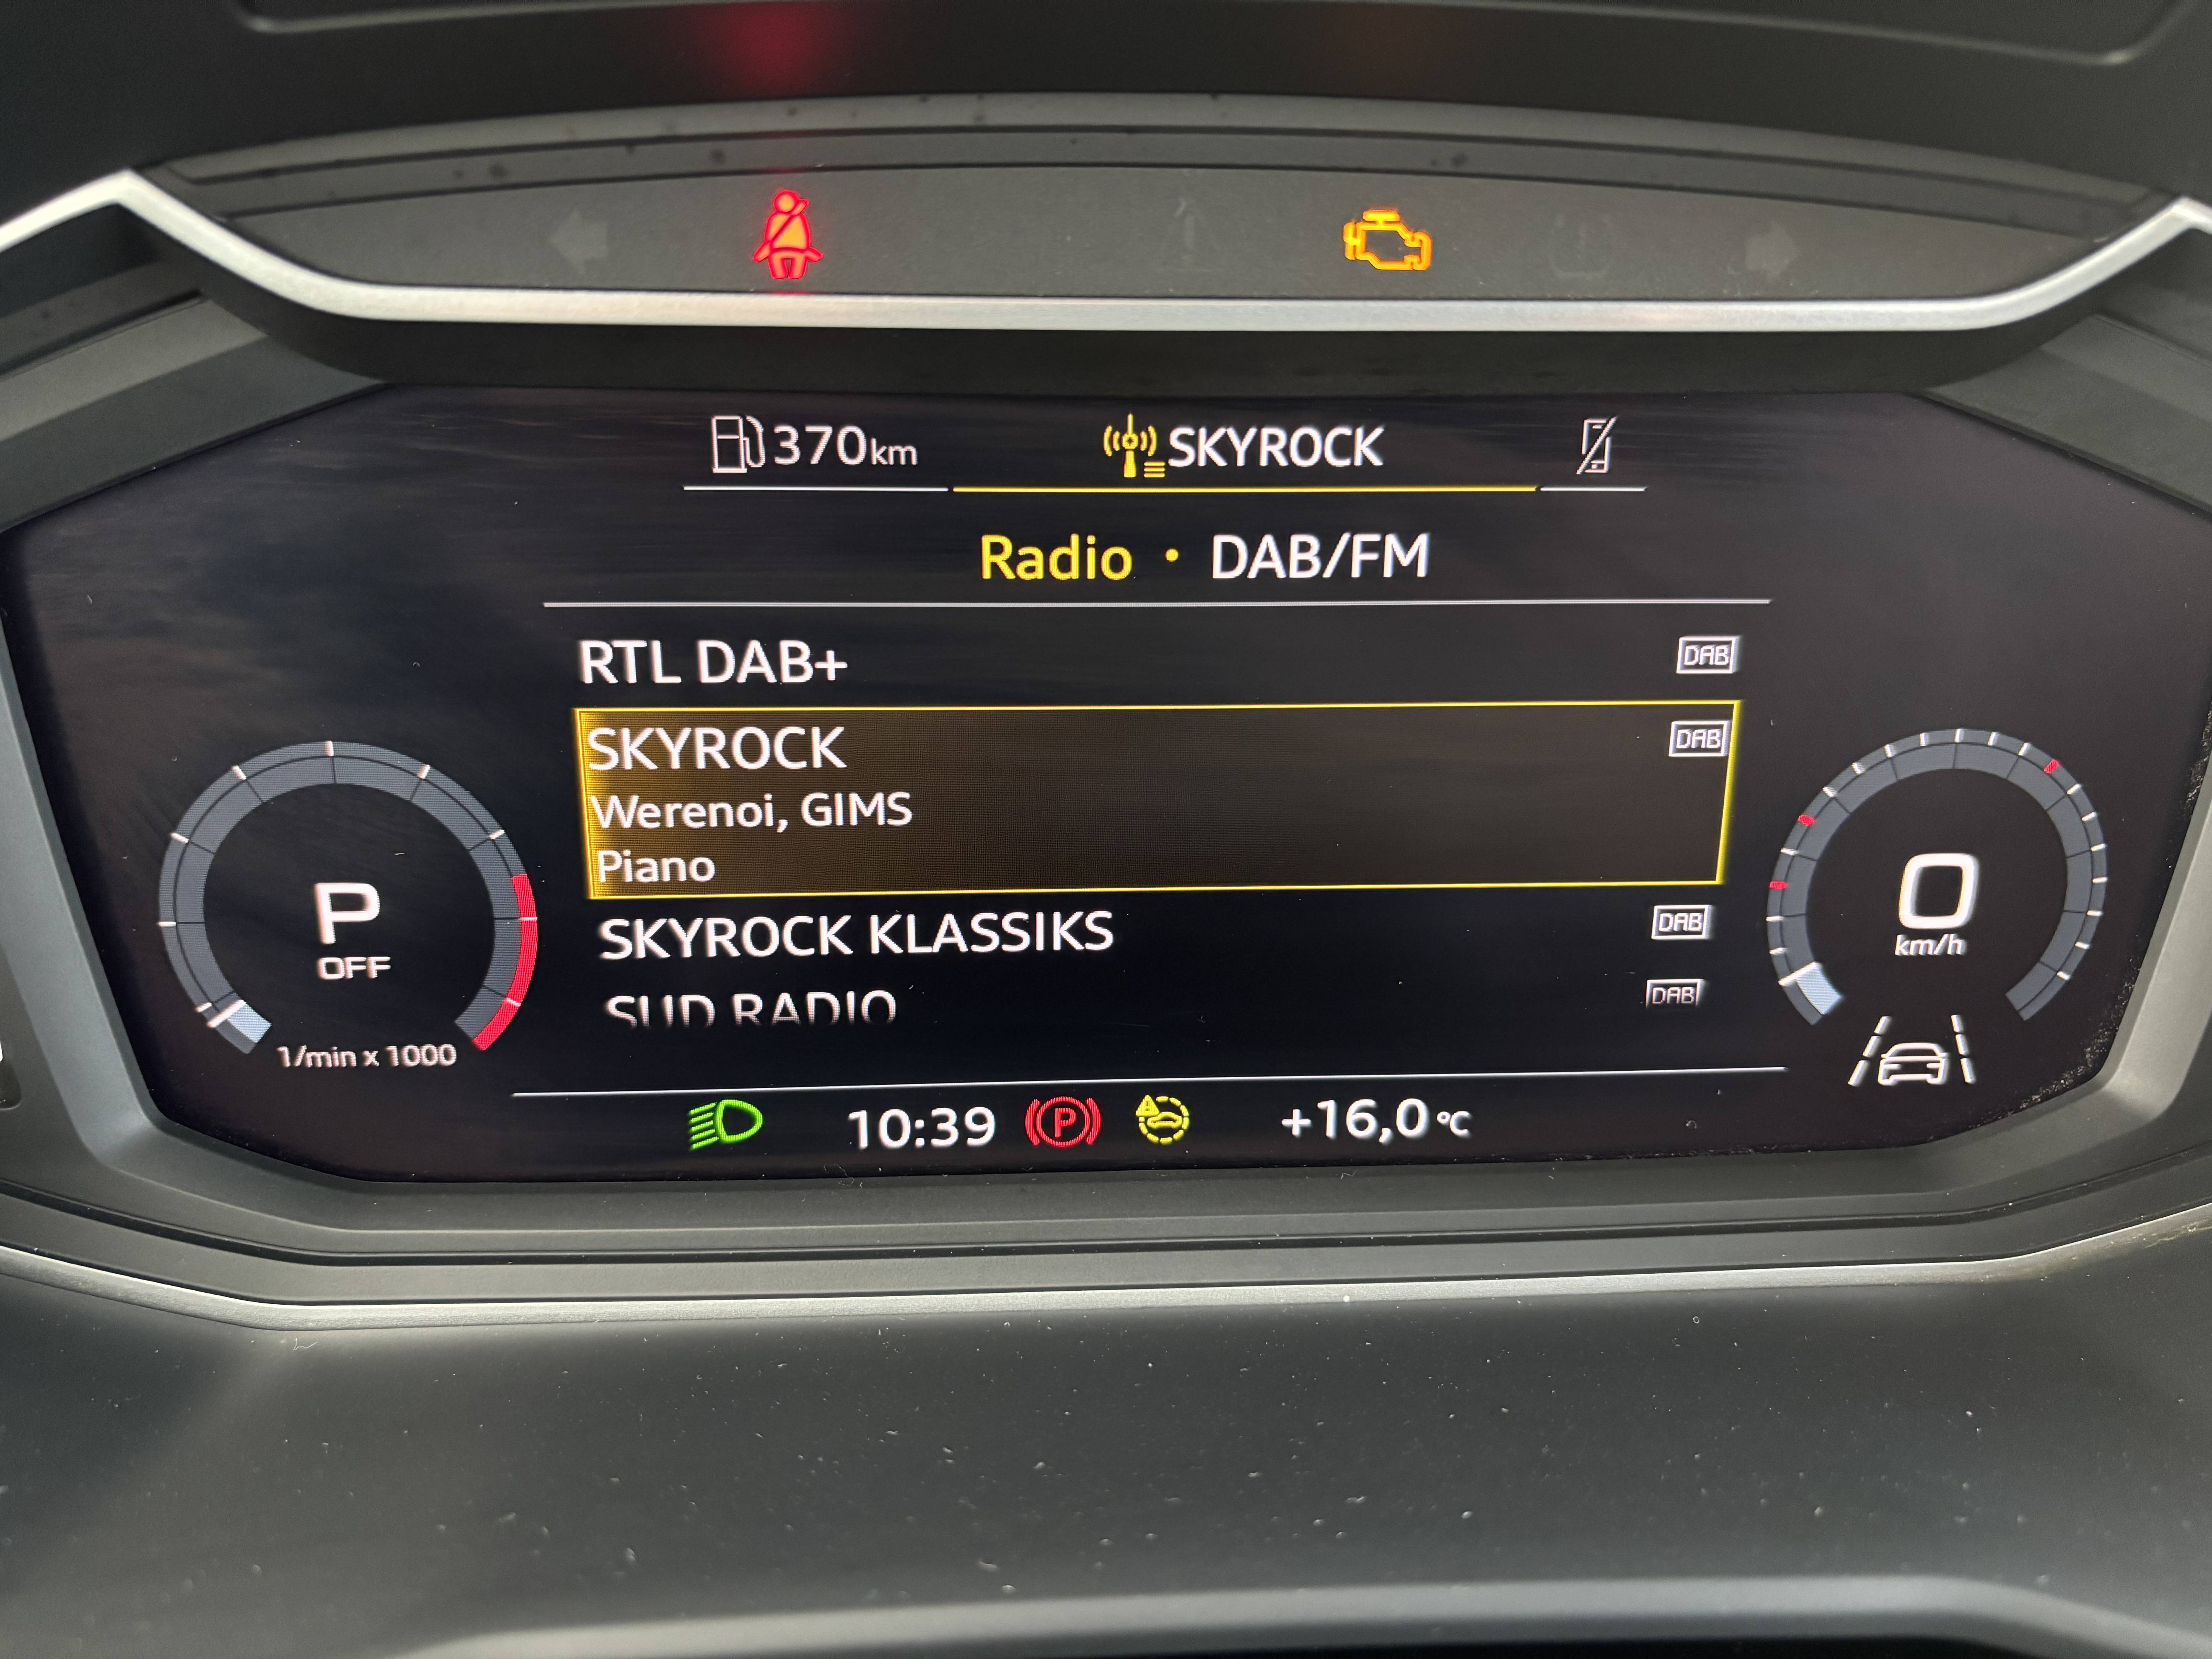 370km
SKYROCK
Radio • DAB/FM
RTL DAB+ DAB
SKYROCK DAB
Werenoi, GIMS
Piano
SKYROCK KLASSIKS DAB
SUD RADIO DAB
P
OFF
1/min x 1000
0
km/h
10:39 P +16,0°C